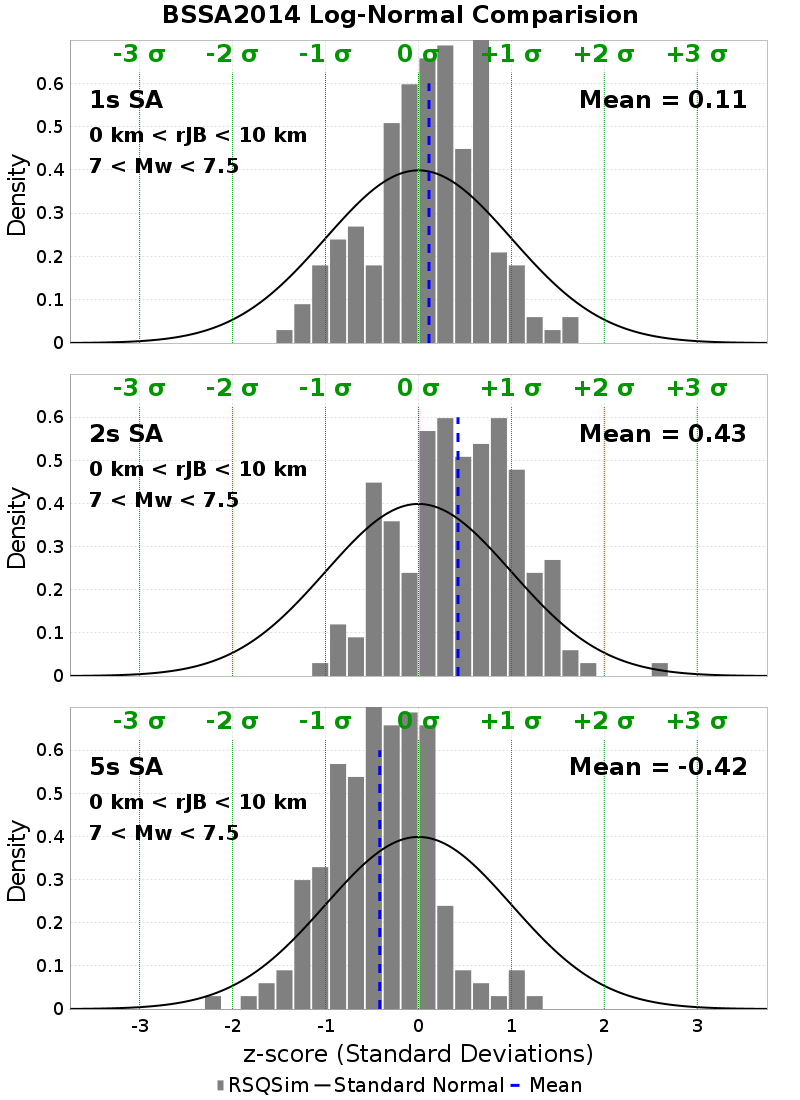 BSSA2014 Log-Normal Comparision
-3 σ -2 σ -1 σ 0 σ +1 σ +2 σ +3 σ
1s SA Mean = 0.11
0 km < rJB < 10 km
7 < Mw < 7.5
Density
0.6
0.5
0.4
0.3
0.2
0.1
0
-3 σ -2 σ -1 σ 0 σ +1 σ +2 σ +3 σ
2s SA Mean = 0.43
0 km < rJB < 10 km
7 < Mw < 7.5
Density
0.6
0.5
0.4
0.3
0.2
0.1
0
-3 σ -2 σ -1 σ 0 σ +1 σ +2 σ +3 σ
5s SA Mean = -0.42
0 km < rJB < 10 km
7 < Mw < 7.5
Density
0.6
0.5
0.4
0.3
0.2
0.1
0
-3 -2 -1 0 1 2 3
z-score (Standard Deviations)
RSQSim Standard Normal Mean